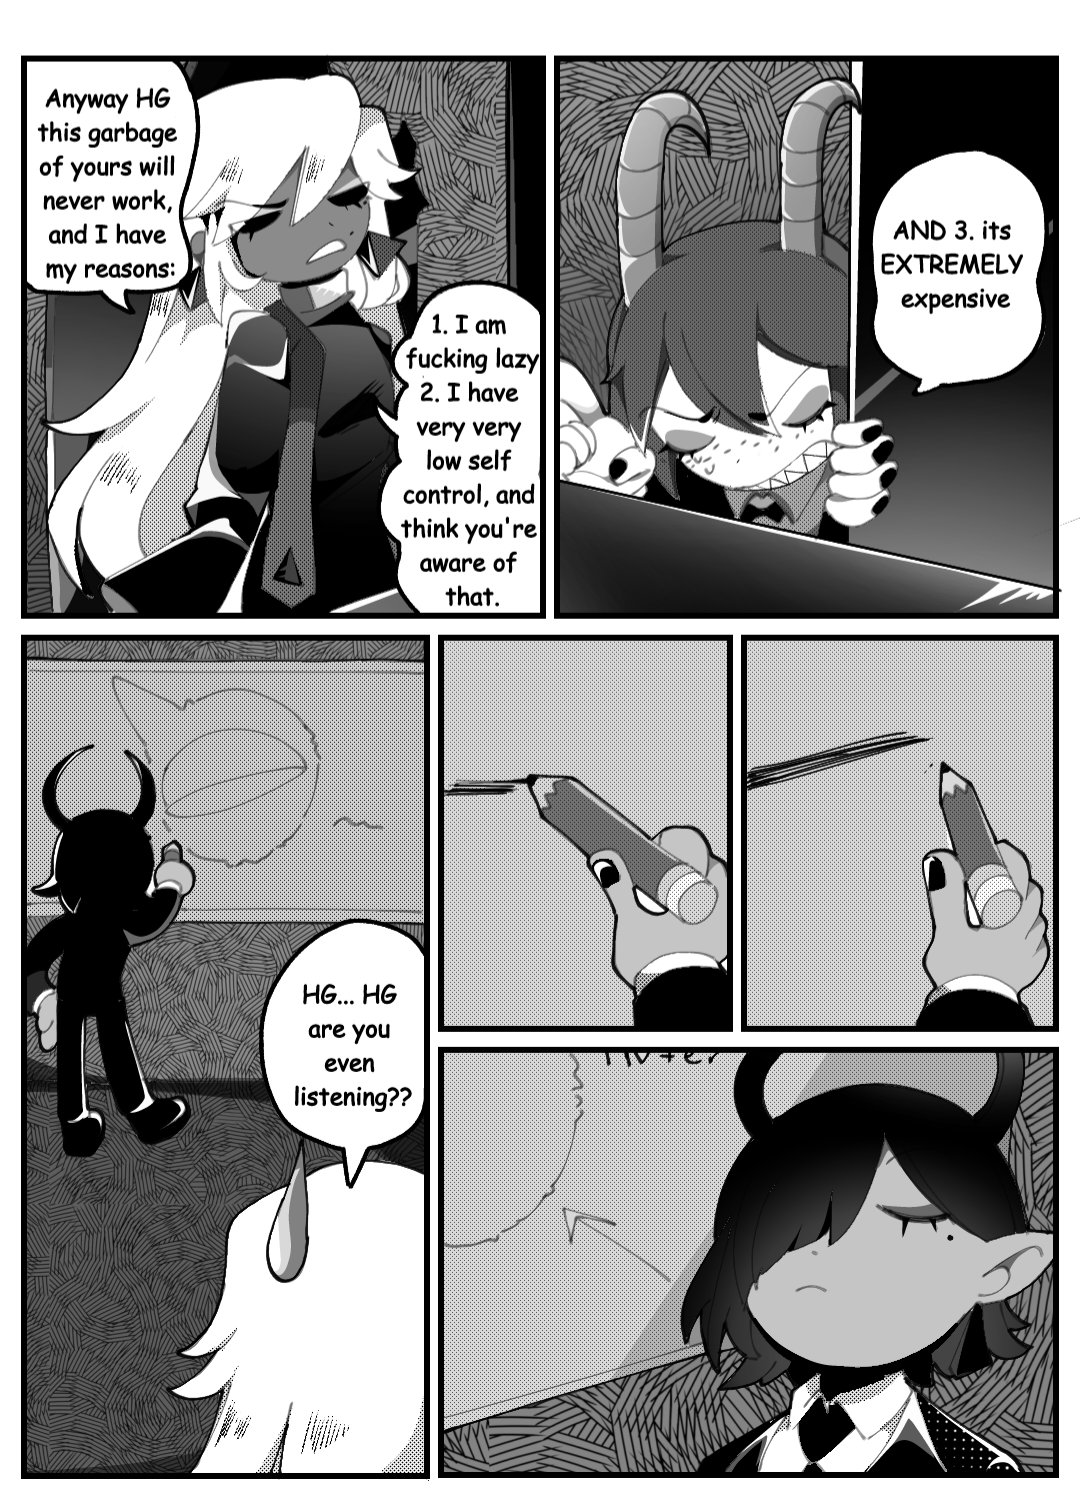 Anyway HG
this garbage
of yours will
never work,
and I have
my reasons:
1. I am
fucking lazy
2. I have
very very
low self
control, and
think you're
aware of
that.
AND 3. its
EXTREMELY
expensive
HG... HG
are you
even
listening??